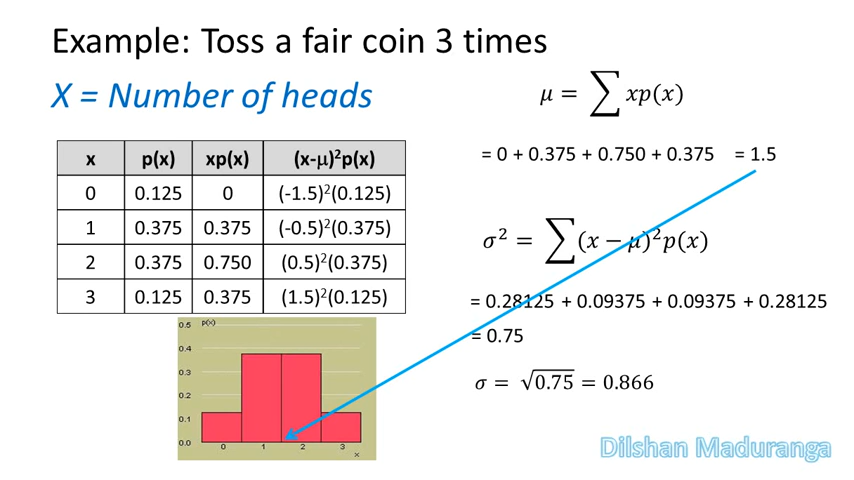 Example: Toss a fair coin 3 times
X = Number of heads
x p(x) xp(x) (x-μ)²p(x)
0 0.125 0 (-1.5)²(0.125)
1 0.375 0.375 (-0.5)²(0.375)
2 0.375 0.750 (0.5)²(0.375)
3 0.125 0.375 (1.5)²(0.125)
μ = ∑ xp(x)
= 0 + 0.375 + 0.750 + 0.375 = 1.5
σ² = ∑(x − μ)²p(x)
= 0.28125 + 0.09375 + 0.09375 + 0.28125
= 0.75
σ = √0.75 = 0.866
p(x)
0.5
0.4
0.3
0.2
0.1
0.0
0 1 2 3
x
Dilshan Maduranga